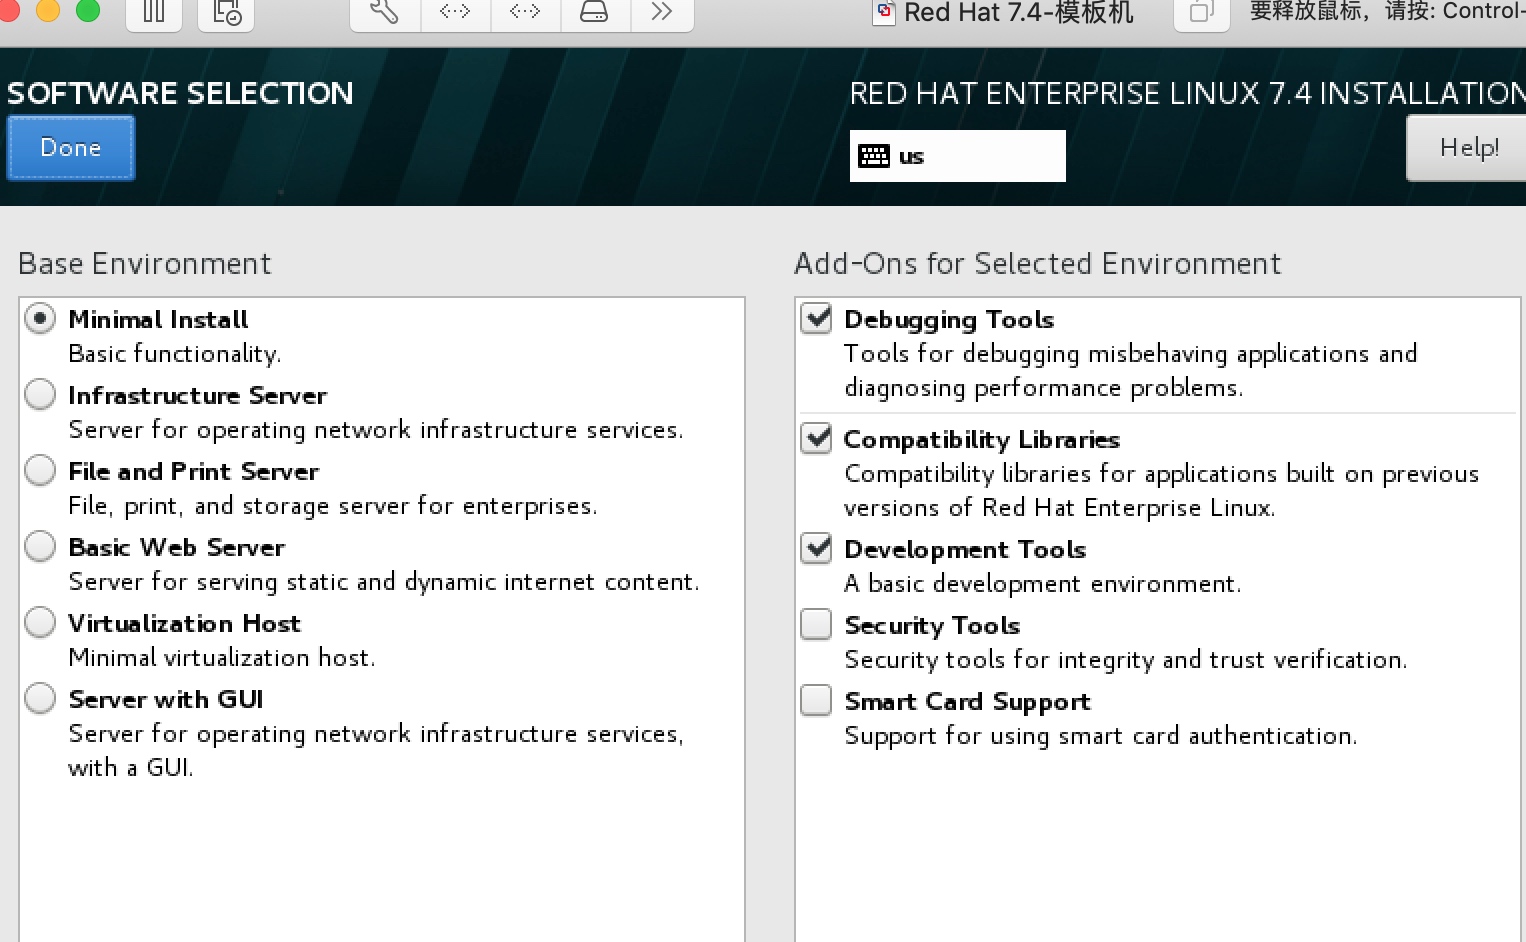 Red Hat 7.4-模板机
要释放鼠标，请按: Control-
SOFTWARE SELECTION
RED HAT ENTERPRISE LINUX 7.4 INSTALLATION
Done
us
Help!
Base Environment
Minimal Install
Basic functionality.
Infrastructure Server
Server for operating network infrastructure services.
File and Print Server
File, print, and storage server for enterprises.
Basic Web Server
Server for serving static and dynamic internet content.
Virtualization Host
Minimal virtualization host.
Server with GUI
Server for operating network infrastructure services,
with a GUI.
Add-Ons for Selected Environment
Debugging Tools
Tools for debugging misbehaving applications and
diagnosing performance problems.
Compatibility Libraries
Compatibility libraries for applications built on previous
versions of Red Hat Enterprise Linux.
Development Tools
A basic development environment.
Security Tools
Security tools for integrity and trust verification.
Smart Card Support
Support for using smart card authentication.